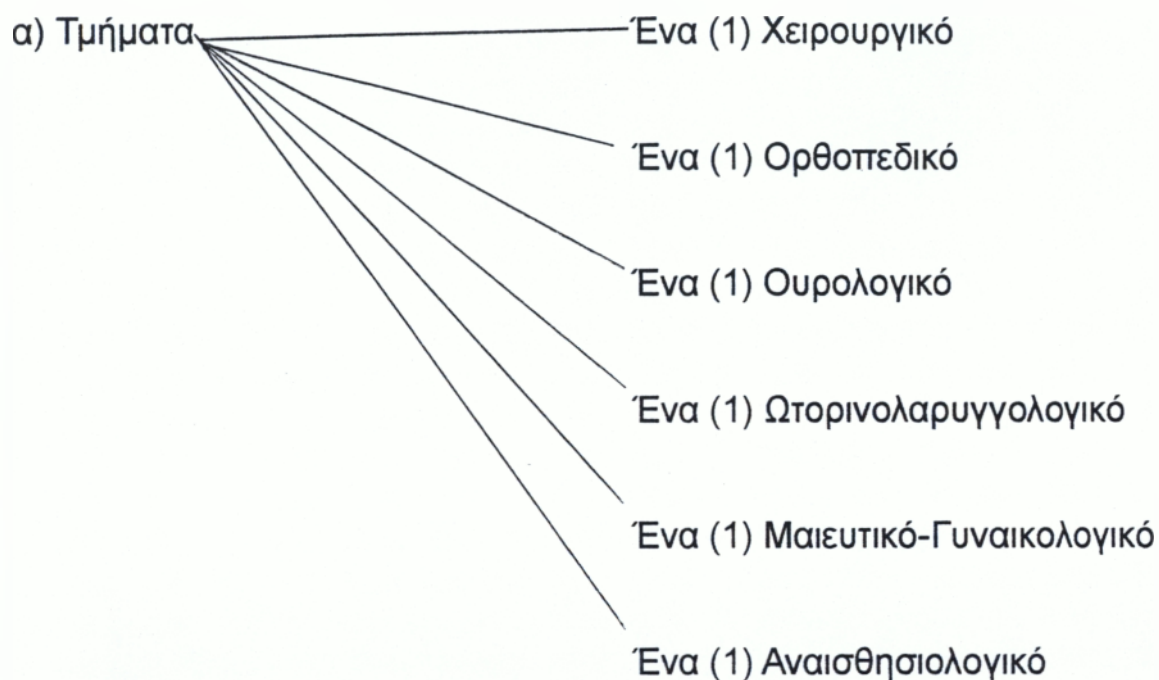 α) Τμήματα Ένα (1) Χειρουργικό
Ένα (1) Ορθοπεδικό
Ένα (1) Ουρολογικό
Ένα (1) Ωτορινολαρυγγολογικό
Ένα (1) Μαιευτικό-Γυναικολογικό
Ένα (1) Αναισθησιολογικό